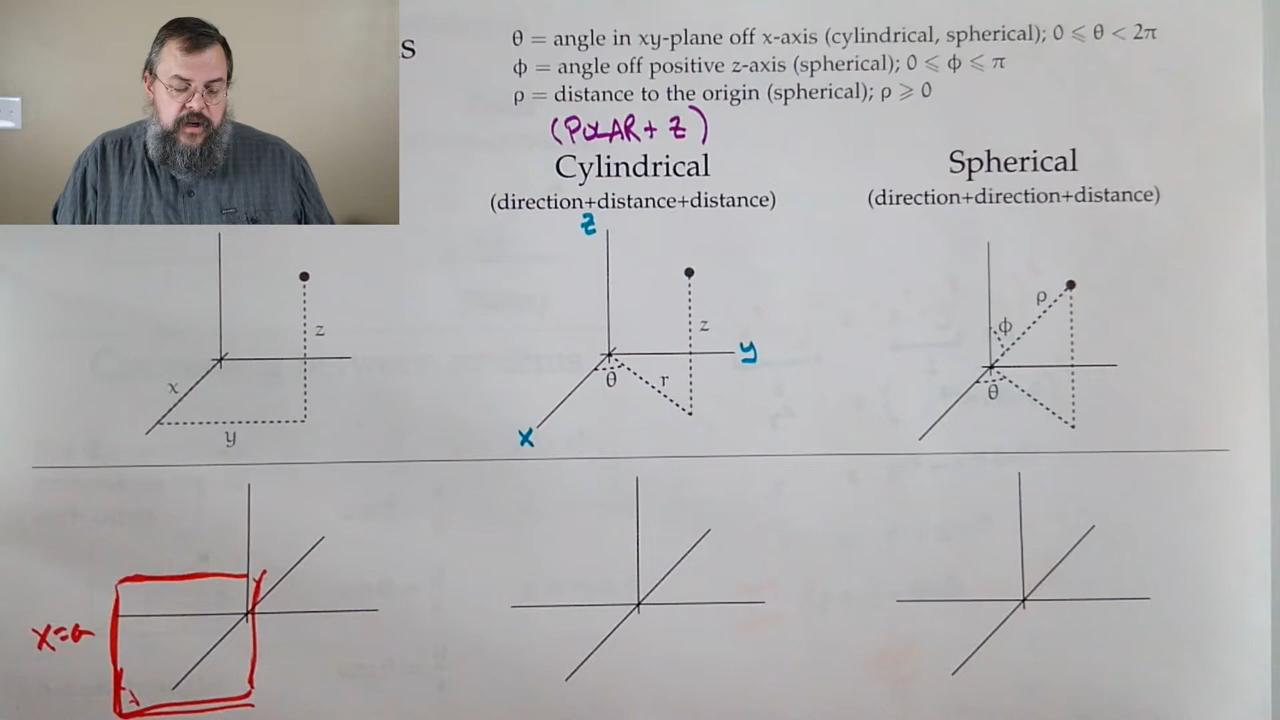 s
θ = angle in xy-plane off x-axis (cylindrical, spherical); 0 ⩽ θ < 2π
ϕ = angle off positive z-axis (spherical); 0 ⩽ ϕ ⩽ π
ρ = distance to the origin (spherical); ρ ⩾ 0
(POLAR + Z)
Cylindrical
(direction+distance+distance)
Spherical
(direction+direction+distance)
z
x
y
z
z
y
θ
r
x
ρ
ϕ
θ
x=a